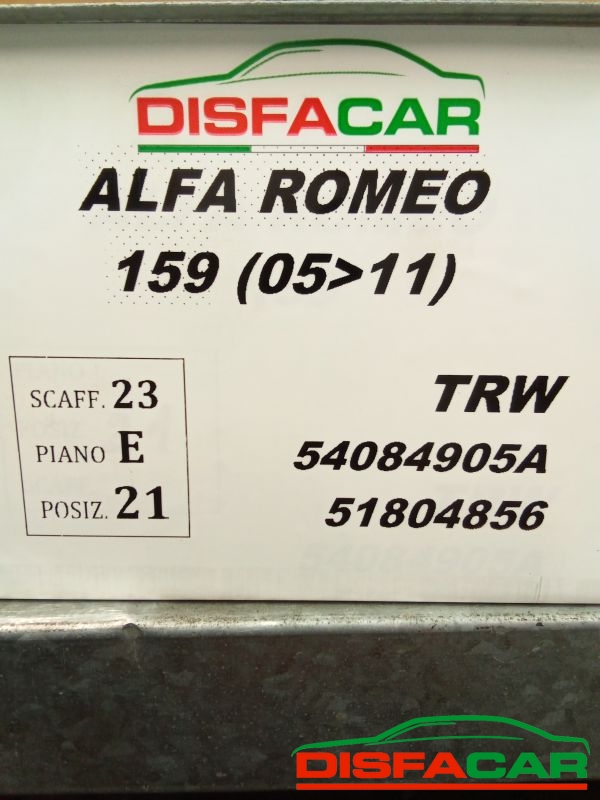 DISFACAR
ALFA ROMEO
159 (05>11)
SCAFF. 23
PIANO E
POSIZ. 21
TRW
54084905A
51804856
DISFACAR